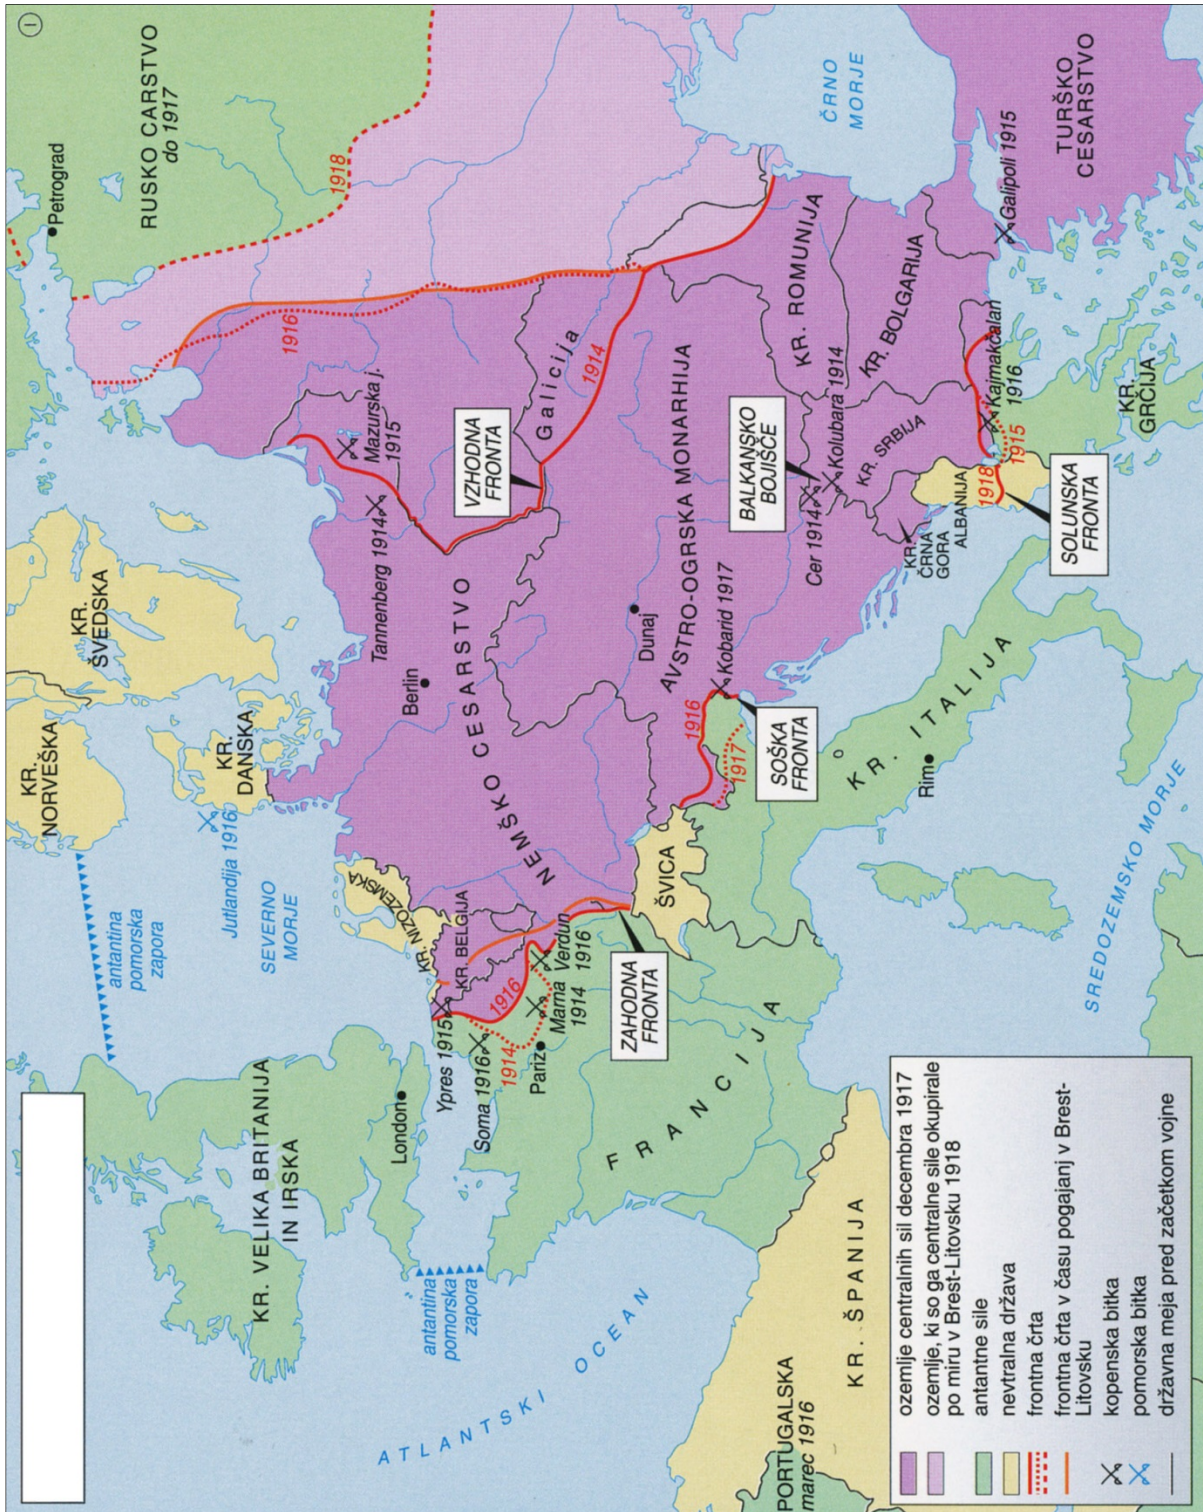 1
RUSKO CARSTVO
do 1917
Petrograd
1918
KR.
NORVEŠKA
KR.
ŠVEDSKA
KR.
DANSKA
Jutlandija 1916
antantina
pomorska
zapora
SEVERNO
MORJE
KR. VELIKA BRITANIJA
IN IRSKA
London
antantina
pomorska
zapora
ATLANTSKI OCEAN
KR. NIZOZEMSKA
KR. BELGIJA
Ypres 1915
Soma 1916
1914
1916
Pariz
Marna
1914
Verdun
1916
ZAHODNA
FRONTA
FRANCIJA
ŠVICA
NEMŠKO CESARSTVO
Berlin
Tannenberg 1914
Mazurska j.
1915
1916
VZHODNA
FRONTA
Galicija
1914
Dunaj
AVSTRO-OGRSKA MONARHIJA
1916
1917
Kobarid 1917
SOŠKA
FRONTA
BALKANSKO
BOJIŠČE
Cer 1914
Kolubara 1914
KR. SRBIJA
KR.
ČRNA
GORA
ALBANIJA
KR. ROMUNIJA
KR. BOLGARIJA
ČRNO
MORJE
TURŠKO
CESARSTVO
Galipoli 1915
Kajmakčalan
1916
1915
1918
SOLUNSKA
FRONTA
KR.
GRČIJA
KR. ITALIJA
Rim
SREDOZEMSKO MORJE
KR. ŠPANIJA
PORTUGALSKA
marec 1916
ozemlje centralnih sil decembra 1917
ozemlje, ki so ga centralne sile okupirale
po miru v Brest-Litovsku 1918
antantne sile
nevtralna država
frontna črta
frontna črta v času pogajanj v Brest-
Litovsku
kopenska bitka
pomorska bitka
državna meja pred začetkom vojne